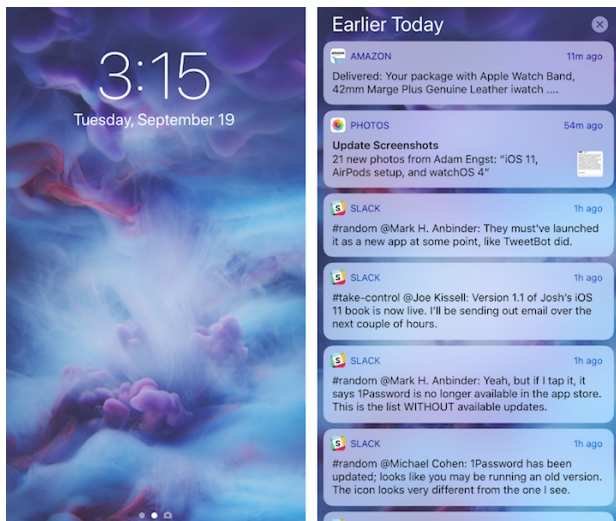 3:15
Tuesday, September 19
Earlier Today
AMAZON 11m ago
Delivered: Your package with Apple Watch Band,
42mm Marge Plus Genuine Leather iwatch ....
PHOTOS 54m ago
Update Screenshots
21 new photos from Adam Engst: “iOS 11,
AirPods setup, and watchOS 4”
SLACK 1h ago
#random @Mark H. Anbinder: They must’ve launched
it as a new app at some point, like TweetBot did.
SLACK 1h ago
#take-control @Joe Kissell: Version 1.1 of Josh’s iOS
11 book is now live. I’ll be sending out email over the
next couple of hours.
SLACK 1h ago
#random @Mark H. Anbinder: Yeah, but if I tap it, it
says 1Password is no longer available in the app store.
This is the list WITHOUT available updates.
SLACK 1h ago
#random @Michael Cohen: 1Password has been
updated; looks like you may be running an old version.
The icon looks very different from the one I see.